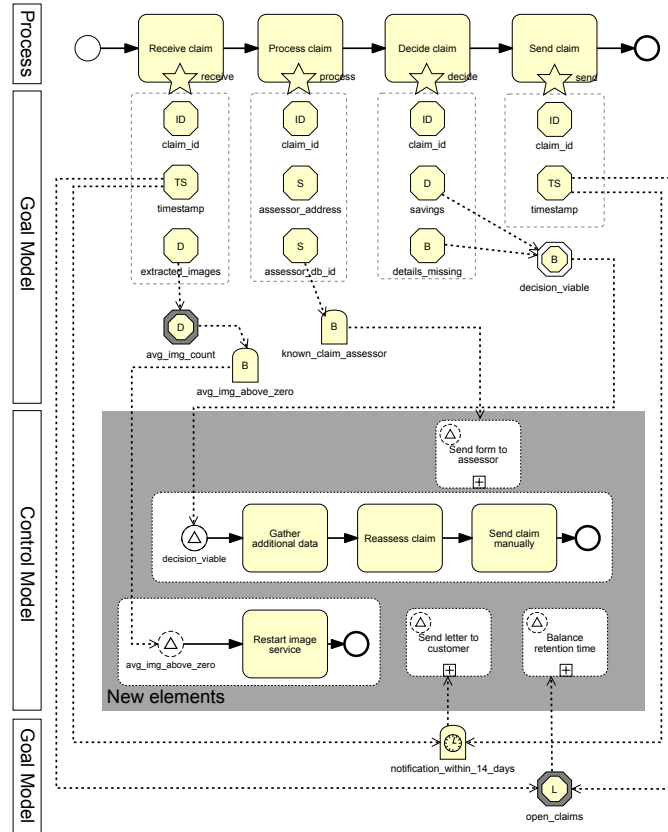 Process
Receive claim
Process claim
Decide claim
Send claim
receive
process
decide
send
Goal Model
ID
ID
ID
ID
claim_id
claim_id
claim_id
claim_id
TS
S
D
TS
timestamp
assessor_address
savings
timestamp
D
S
B
B
extracted_images
assessor_db_id
details_missing
decision_viable
D
B
avg_img_count
known_claim_assessor
B
avg_img_above_zero
Control Model
Send form to
assessor
Gather
additional data
Reassess claim
Send claim
manually
decision_viable
Restart image
service
avg_img_above_zero
Send letter to
customer
Balance
retention time
New elements
Goal Model
notification_within_14_days
L
open_claims